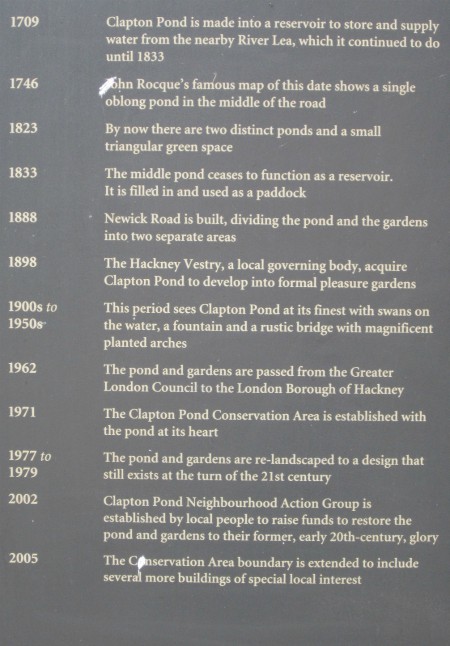 1709 Clapton Pond is made into a reservoir to store and supply
water from the nearby River Lea, which it continued to do
until 1833
1746 John Rocque's famous map of this date shows a single
oblong pond in the middle of the road
1823 By now there are two distinct ponds and a small
triangular green space
1833 The middle pond ceases to function as a reservoir.
It is filled in and used as a paddock
1888 Newick Road is built, dividing the pond and the gardens
into two separate areas
1898 The Hackney Vestry, a local governing body, acquire
Clapton Pond to develop into formal pleasure gardens
1900s to This period sees Clapton Pond at its finest with swans on
1950s the water, a fountain and a rustic bridge with magnificent
planted arches
1962 The pond and gardens are passed from the Greater
London Council to the London Borough of Hackney
1971 The Clapton Pond Conservation Area is established with
the pond at its heart
1977 to The pond and gardens are re-landscaped to a design that
1979 still exists at the turn of the 21st century
2002 Clapton Pond Neighbourhood Action Group is
established by local people to raise funds to restore the
pond and gardens to their former, early 20th-century, glory
2005 The Conservation Area boundary is extended to include
several more buildings of special local interest